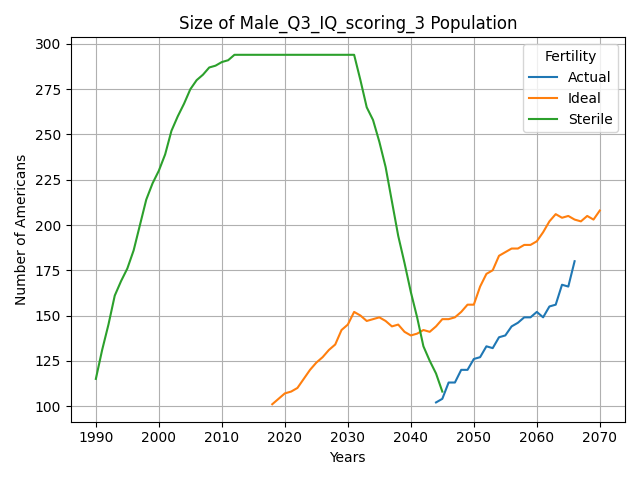 Size of Male_Q3_IQ_scoring_3 Population
Number of Americans
300
275
250
225
200
175
150
125
100
Fertility
Actual
Ideal
Sterile
1990 2000 2010 2020 2030 2040 2050 2060 2070
Years